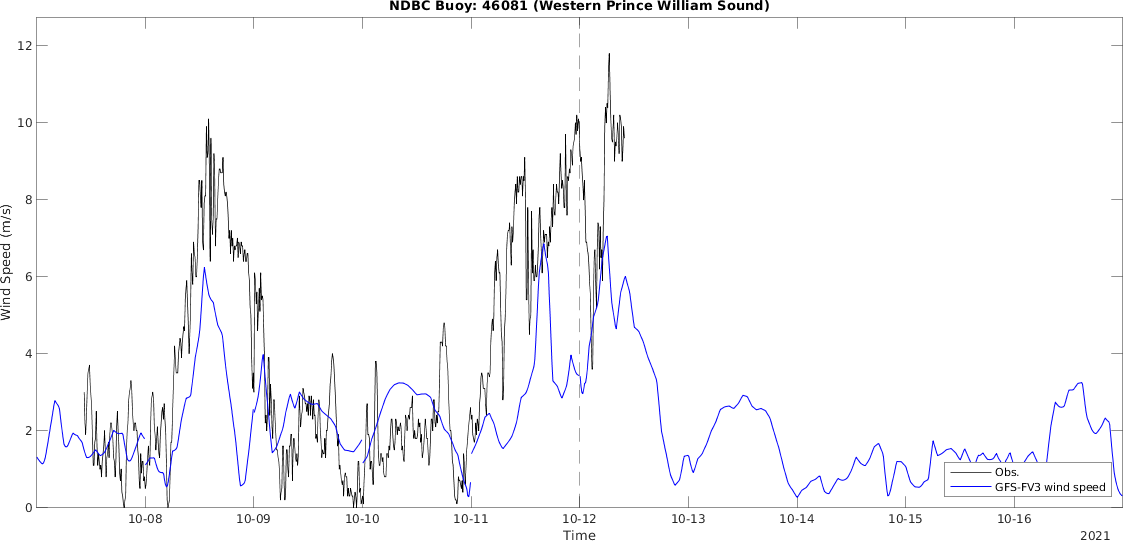 NDBC Buoy: 46081 (Western Prince William Sound)
Wind Speed (m/s)
12
10
8
6
4
2
0
10-08 10-09 10-10 10-11 10-12 10-13 10-14 10-15 10-16
Time
2021
Obs.
GFS-FV3 wind speed